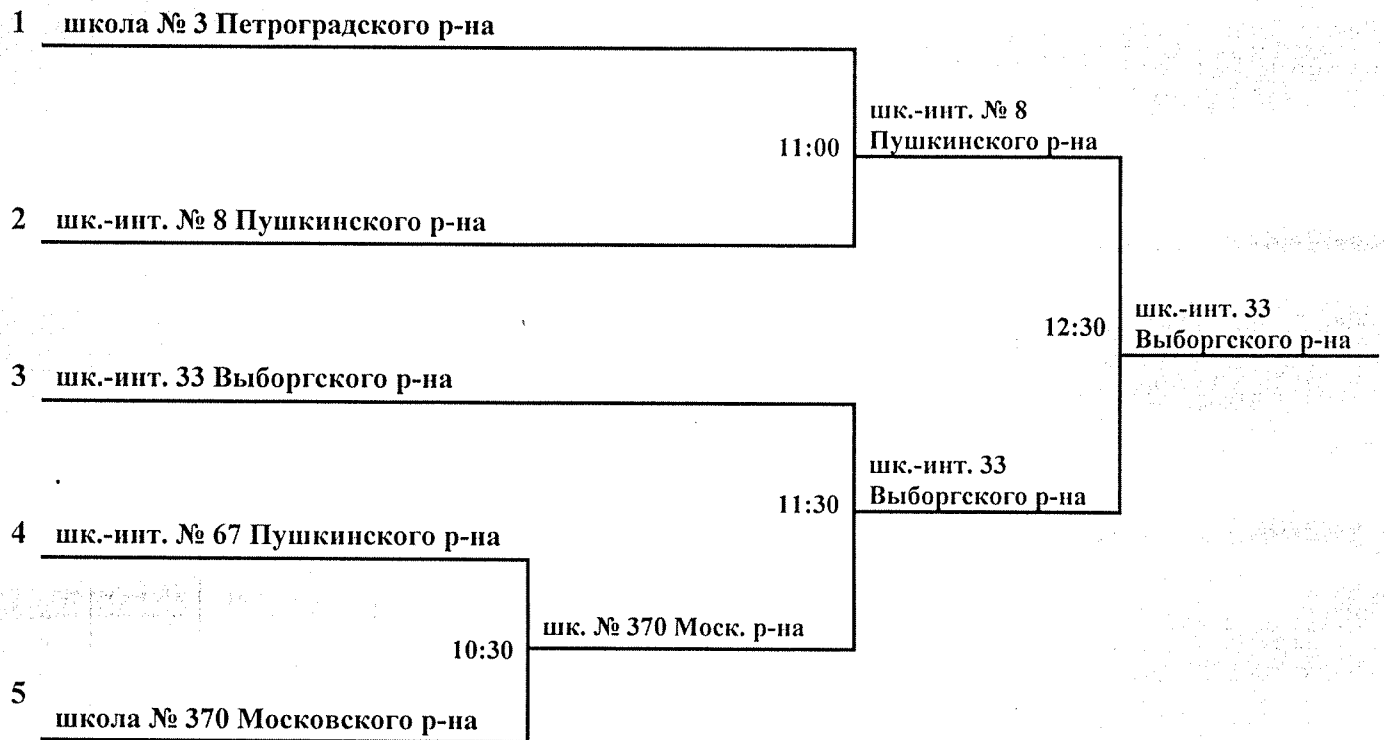 1 школа № 3 Петроградского р-на
шк.-инт. № 8
11:00 Пушкинского р-на
2 шк.-инт. № 8 Пушкинского р-на
шк.-инт. 33
12:30 Выборгского р-на
3 шк.-инт. 33 Выборгского р-на
шк.-инт. 33
11:30 Выборгского р-на
4 шк.-инт. № 67 Пушкинского р-на
шк. № 370 Моск. р-на
10:30
5
школа № 370 Московского р-на